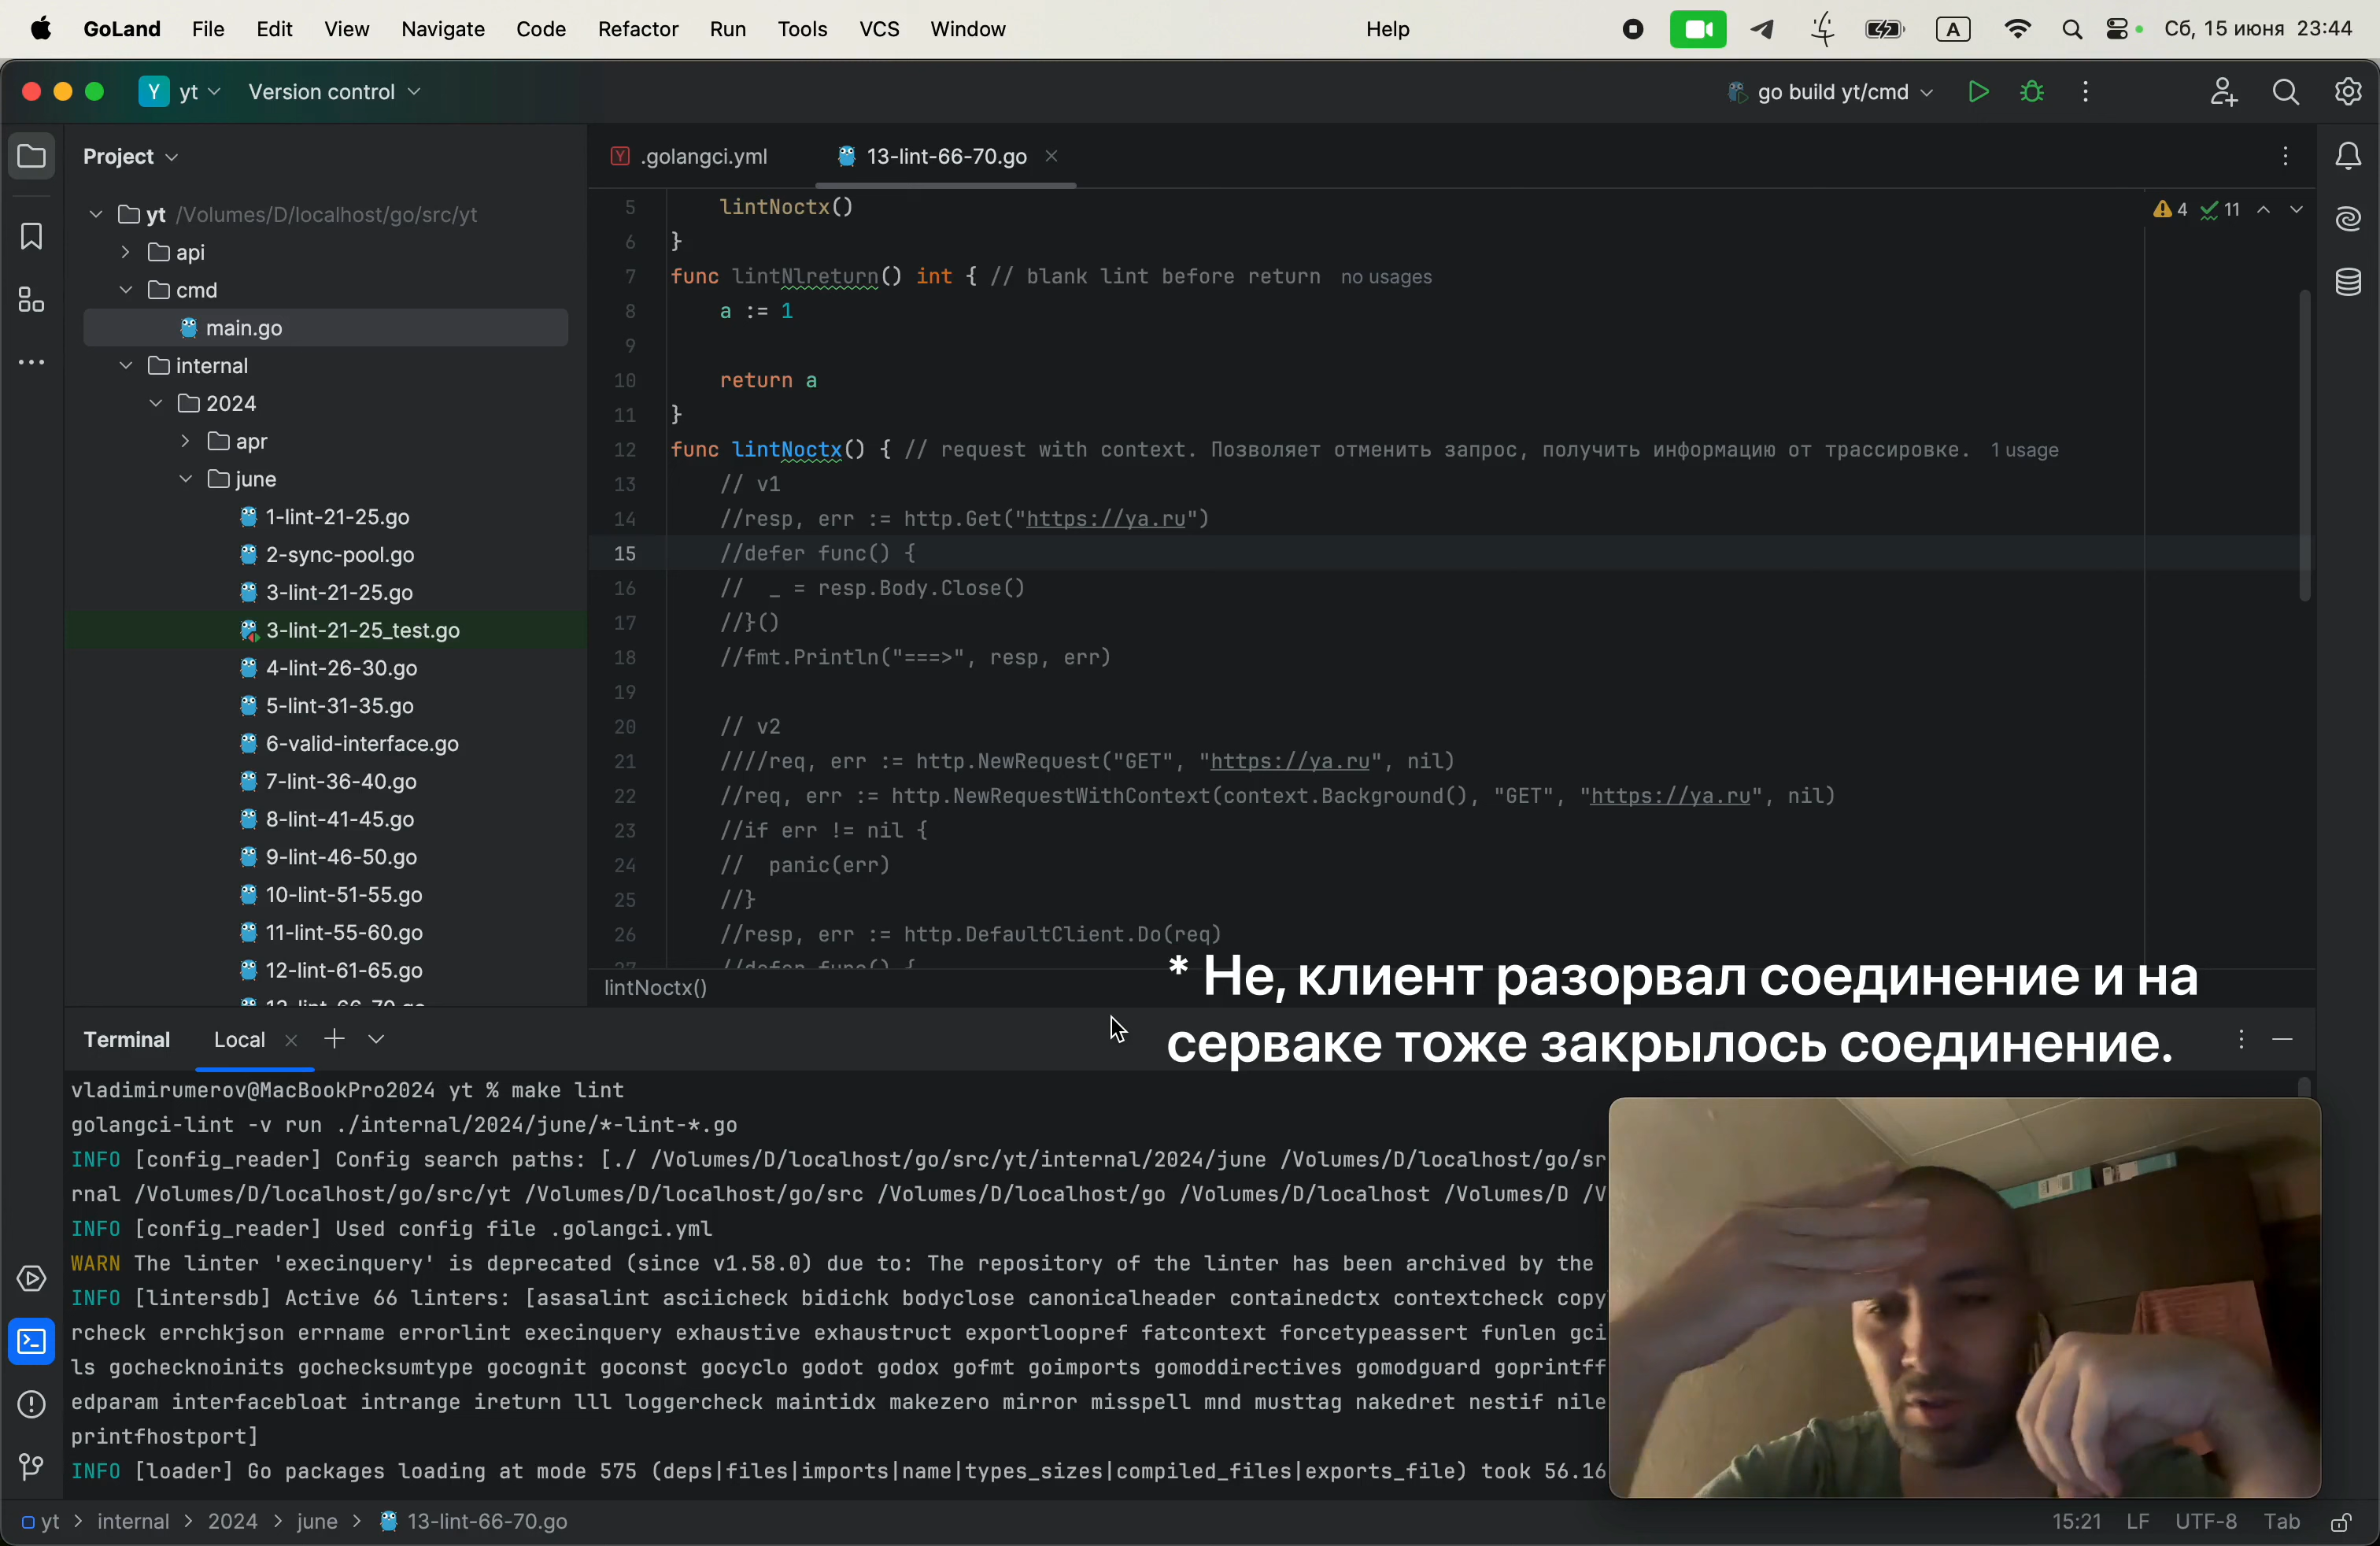 GoLand File Edit View Navigate Code Refactor Run Tools VCS Window Help A Сб, 15 июня 23:44
Y yt Version control go build yt/cmd
Project
.golangci.yml 13-lint-66-70.go
yt /Volumes/D/localhost/go/src/yt
api
cmd
main.go
internal
2024
apr
june
1-lint-21-25.go
2-sync-pool.go
3-lint-21-25.go
3-lint-21-25_test.go
4-lint-26-30.go
5-lint-31-35.go
6-valid-interface.go
7-lint-36-40.go
8-lint-41-45.go
9-lint-46-50.go
10-lint-51-55.go
11-lint-55-60.go
12-lint-61-65.go
13-lint-66-70.go
4 11
5 lintNoctx()
6 }
7 func lintNlreturn() int { // blank lint before return no usages
8 a := 1
9
10 return a
11 }
12 func lintNoctx() { // request with context. Позволяет отменить запрос, получить информацию от трассировке. 1 usage
13 // v1
14 //resp, err := http.Get("https://ya.ru")
15 //defer func() {
16 // _ = resp.Body.Close()
17 //}()
18 //fmt.Println("===>", resp, err)
19
20 // v2
21 ////req, err := http.NewRequest("GET", "https://ya.ru", nil)
22 //req, err := http.NewRequestWithContext(context.Background(), "GET", "https://ya.ru", nil)
23 //if err != nil {
24 // panic(err)
25 //}
26 //resp, err := http.DefaultClient.Do(req)
27 //defer func() {
lintNoctx()
* Не, клиент разорвал соединение и на
серваке тоже закрылось соединение.
Terminal Local
vladimirumerov@MacBookPro2024 yt % make lint
golangci-lint -v run ./internal/2024/june/*-lint-*.go
INFO [config_reader] Config search paths: [./ /Volumes/D/localhost/go/src/yt/internal/2024/june /Volumes/D/localhost/go/sr
rnal /Volumes/D/localhost/go/src/yt /Volumes/D/localhost/go/src /Volumes/D/localhost/go /Volumes/D/localhost /Volumes/D /V
INFO [config_reader] Used config file .golangci.yml
WARN The linter 'execinquery' is deprecated (since v1.58.0) due to: The repository of the linter has been archived by the
INFO [lintersdb] Active 66 linters: [asasalint asciicheck bidichk bodyclose canonicalheader containedctx contextcheck copy
rcheck errchkjson errname errorlint execinquery exhaustive exhaustruct exportloopref fatcontext forcetypeassert funlen gci
ls gochecknoinits gochecksumtype gocognit goconst gocyclo godot godox gofmt goimports gomoddirectives gomodguard goprintff
edparam interfacebloat intrange ireturn lll loggercheck maintidx makezero mirror misspell mnd musttag nakedret nestif nile
printfhostport]
INFO [loader] Go packages loading at mode 575 (deps|files|imports|name|types_sizes|compiled_files|exports_file) took 56.16
yt > internal > 2024 > june > 13-lint-66-70.go 15:21 LF UTF-8 Tab